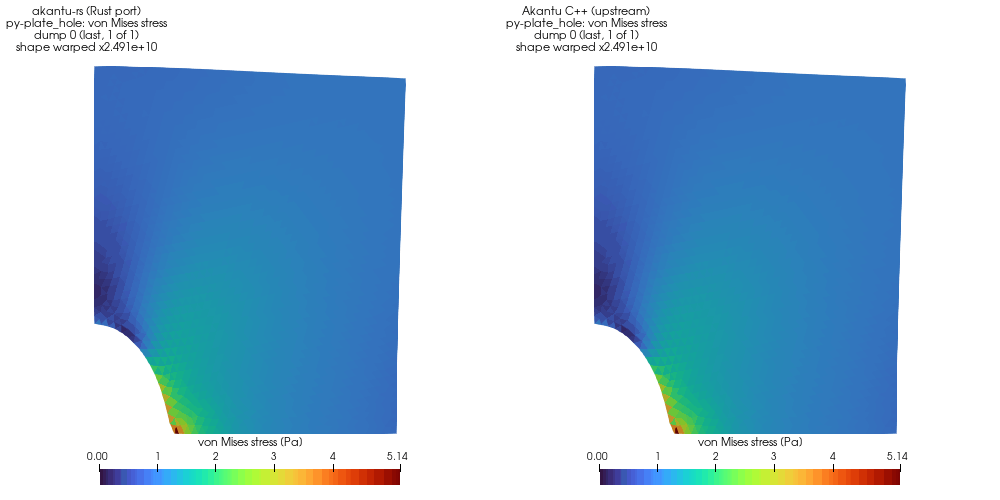 akantu-rs (Rust port)
py-plate_hole: von Mises stress
dump 0 (last, 1 of 1)
shape warped x2.491e+10
von Mises stress (Pa)
0.00 1 2 3 4 5.14
Akantu C++ (upstream)
py-plate_hole: von Mises stress
dump 0 (last, 1 of 1)
shape warped x2.491e+10
von Mises stress (Pa)
0.00 1 2 3 4 5.14